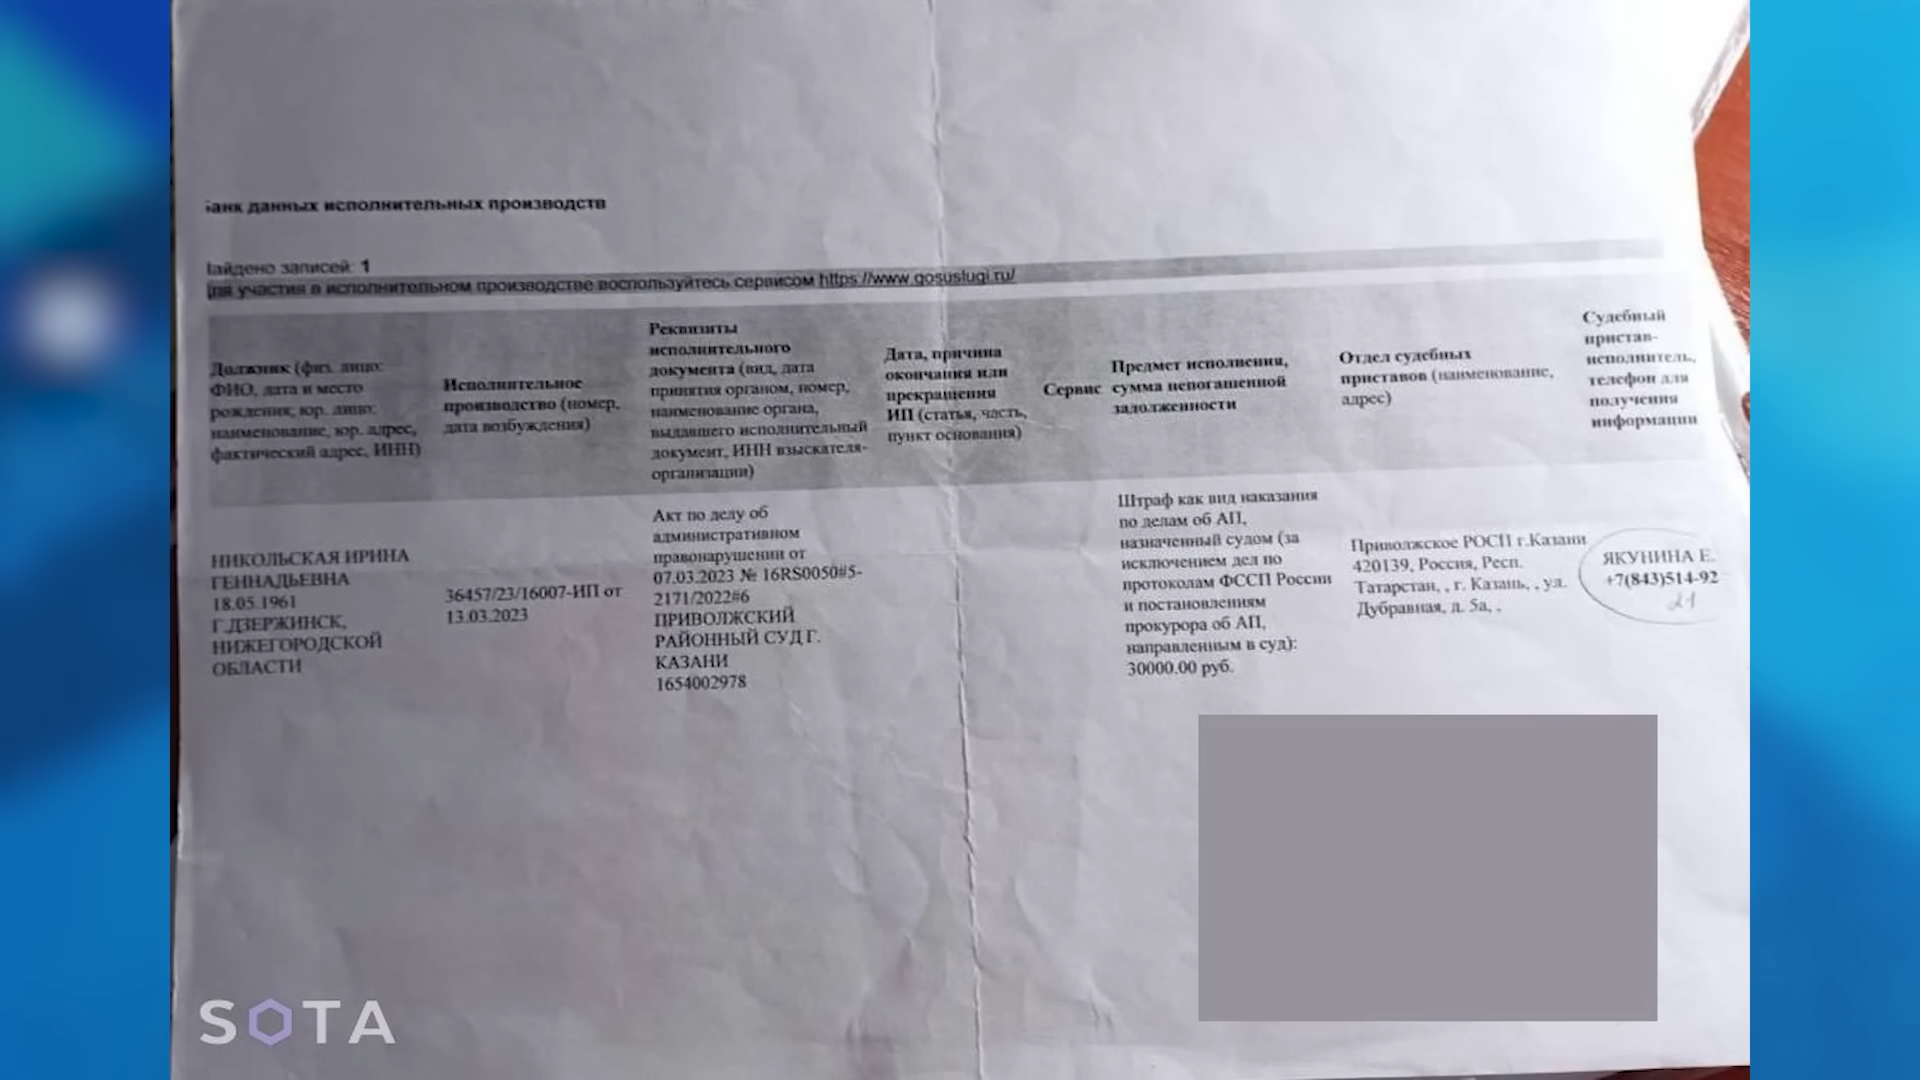 Банк данных исполнительных производств
Найдено записей: 1
Для участия в исполнительном производстве воспользуйтесь сервисом https://www.gosuslugi.ru/
Должник (физ. лицо:
ФИО, дата и место
рождения; юр. лицо:
наименование, юр. адрес,
фактический адрес, ИНН)
Исполнительное
производство (номер,
дата возбуждения)
Реквизиты
исполнительного
документа (вид, дата
принятия органом, номер,
наименование органа,
выдавшего исполнительный
документ, ИНН взыскателя-
организации)
Дата, причина
окончания или
прекращения
ИП (статья, часть,
пункт основания)
Сервис
Предмет исполнения,
сумма непогашенной
задолженности
Отдел судебных
приставов (наименование,
адрес)
Судебный
пристав-
исполнитель,
телефон для
получения
информации
НИКОЛЬСКАЯ ИРИНА
ГЕННАДЬЕВНА
18.05.1961
Г.ДЗЕРЖИНСК,
НИЖЕГОРОДСКОЙ
ОБЛАСТИ
36457/23/16007-ИП от
13.03.2023
Акт по делу об
административном
правонарушении от
07.03.2023 № 16RS0050#5-
2171/2022#6
ПРИВОЛЖСКИЙ
РАЙОННЫЙ СУД Г.
КАЗАНИ
1654002978
Штраф как вид наказания
по делам об АП,
назначенный судом (за
исключением дел по
протоколам ФССП России
и постановлениям
прокурора об АП,
направленным в суд):
30000.00 руб.
Приволжское РОСП г.Казани
420139, Россия, Респ.
Татарстан, , г. Казань, , ул.
Дубравная, д. 5а, ,
ЯКУНИНА Е.
+7(843)514-92
21
SOTA